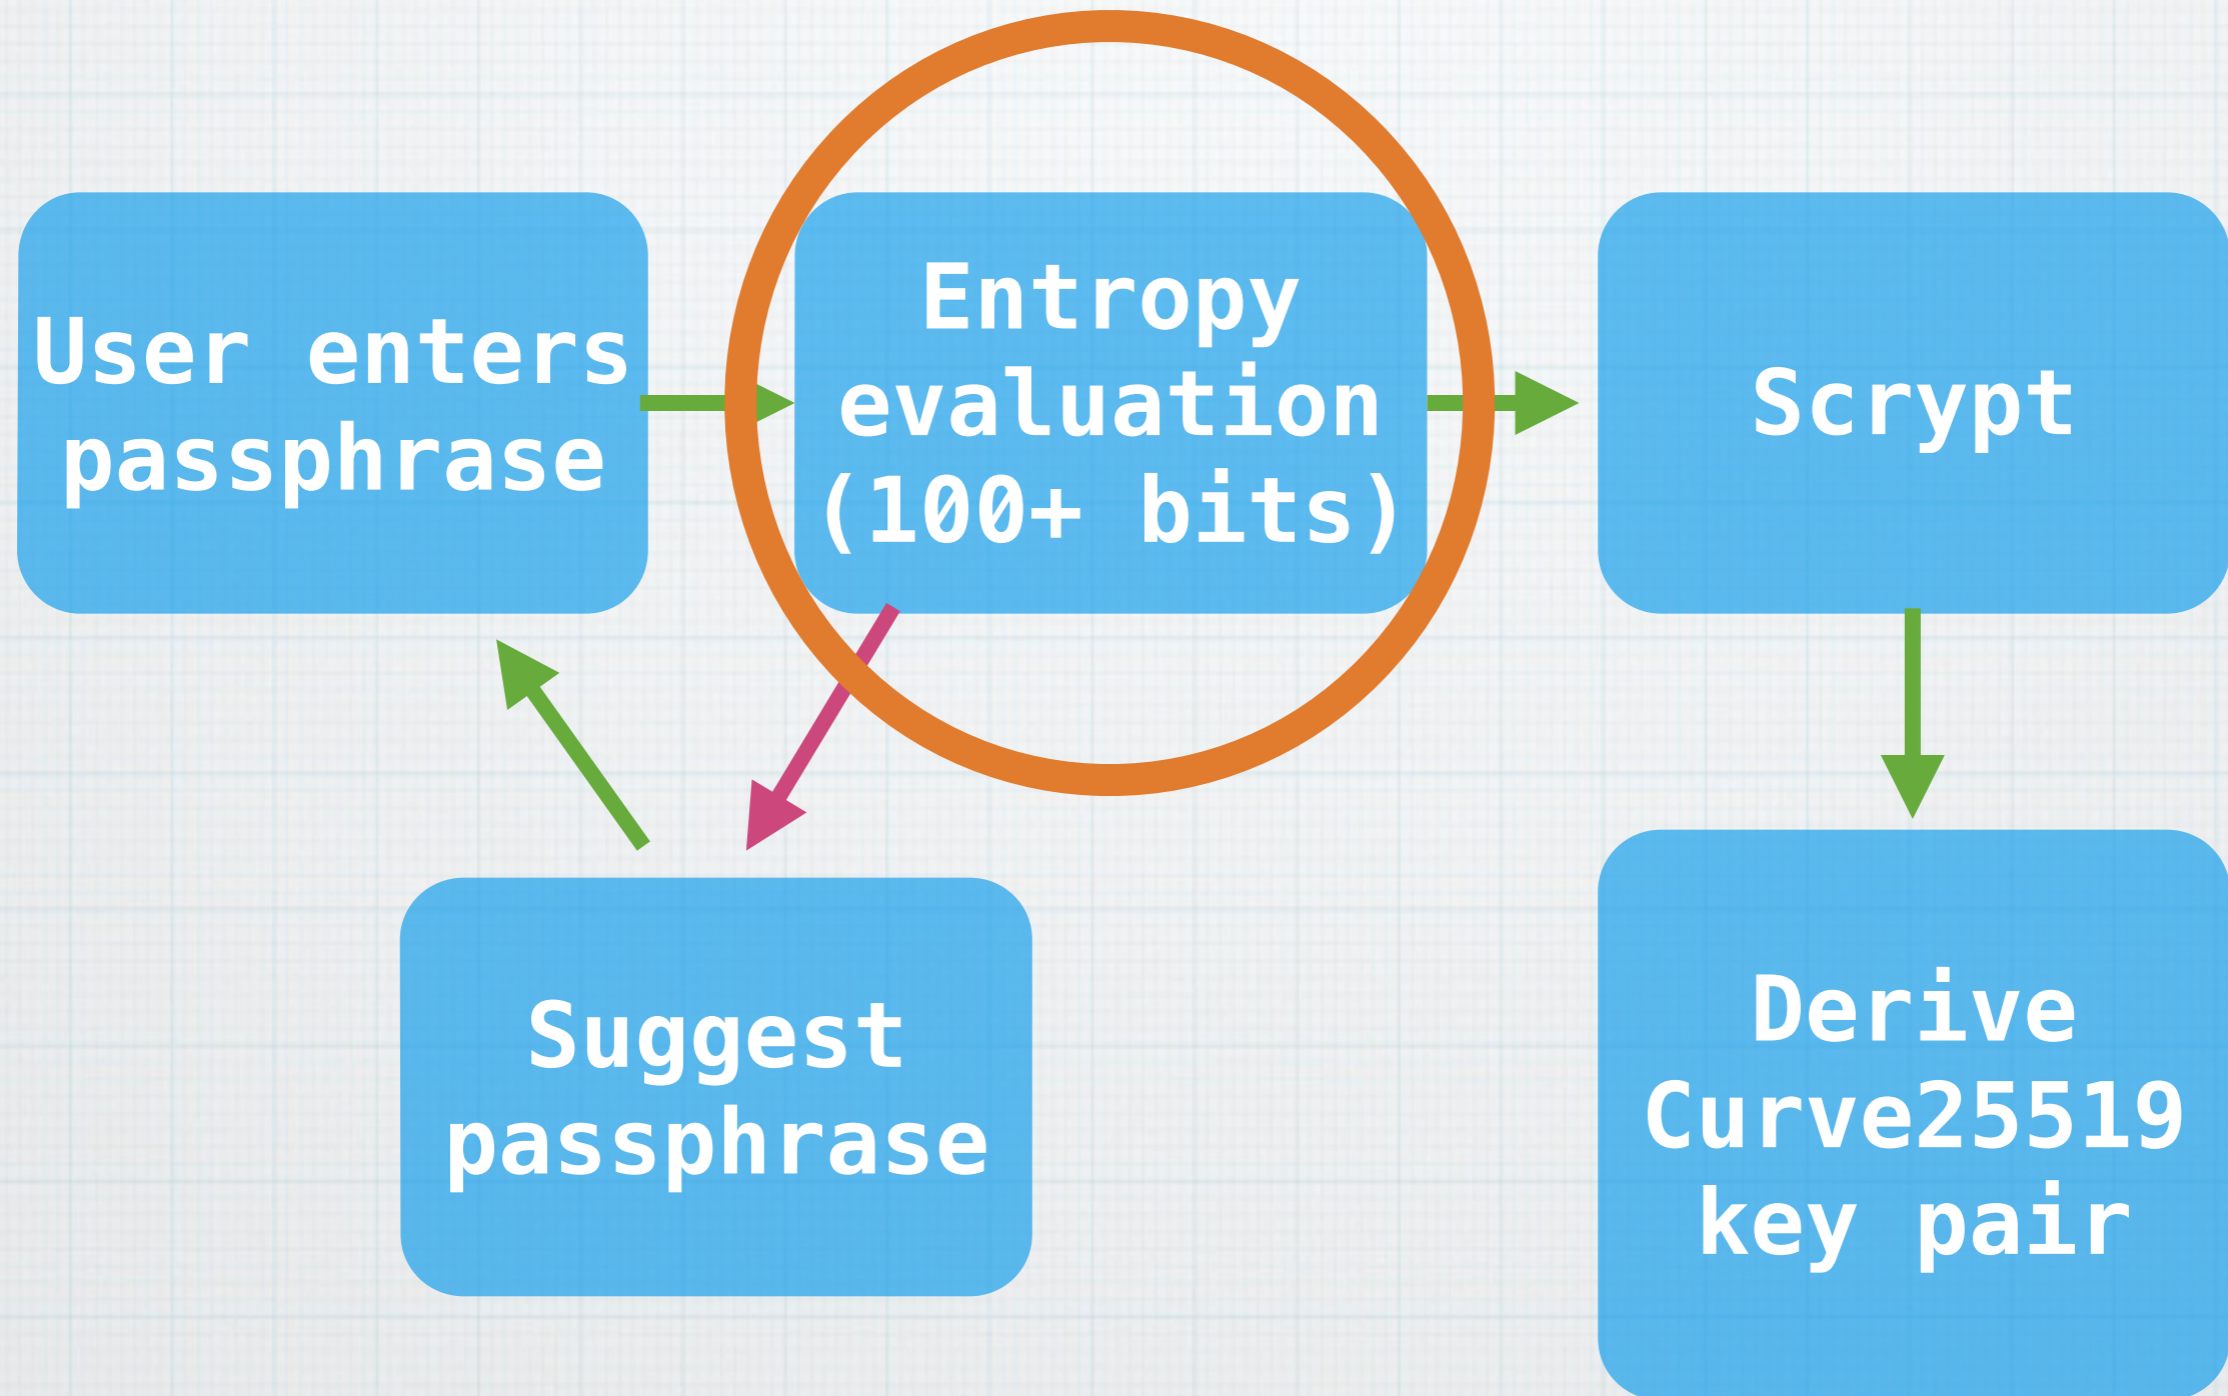 User enters
passphrase
Entropy
evaluation
(100+ bits)
Scrypt
Suggest
passphrase
Derive
Curve25519
key pair